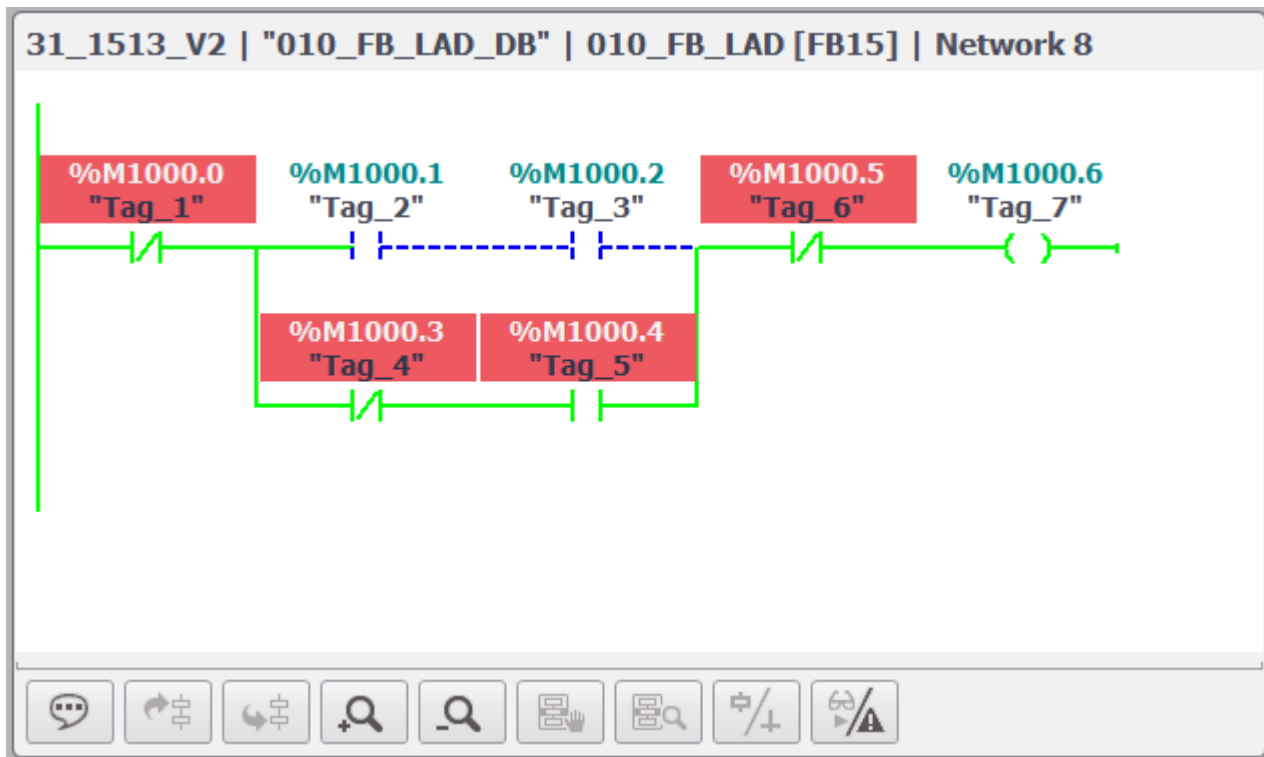 31_1513_V2 | "010_FB_LAD_DB" | 010_FB_LAD [FB15] | Network 8
%M1000.0 %M1000.1 %M1000.2 %M1000.5 %M1000.6
"Tag_1" "Tag_2" "Tag_3" "Tag_6" "Tag_7"
%M1000.3 %M1000.4
"Tag_4" "Tag_5"